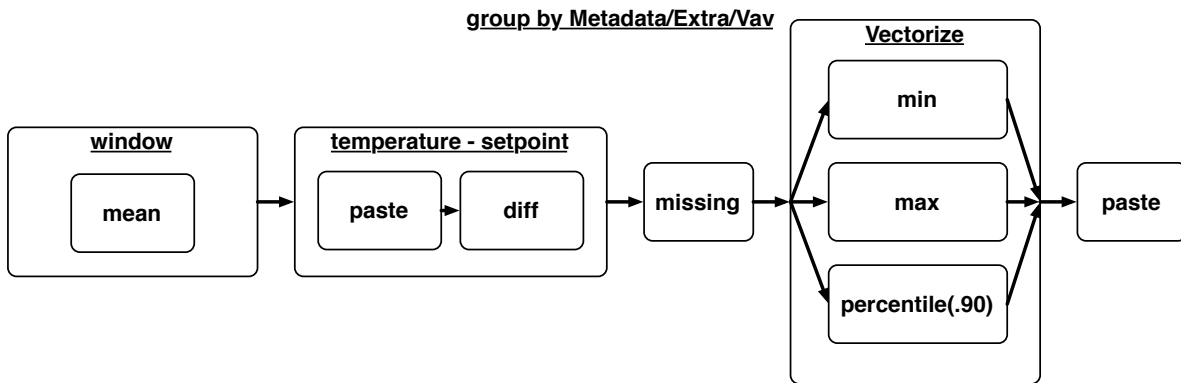 group by Metadata/Extra/Vav
window
mean
temperature - setpoint
paste
diff
missing
Vectorize
min
max
percentile(.90)
paste